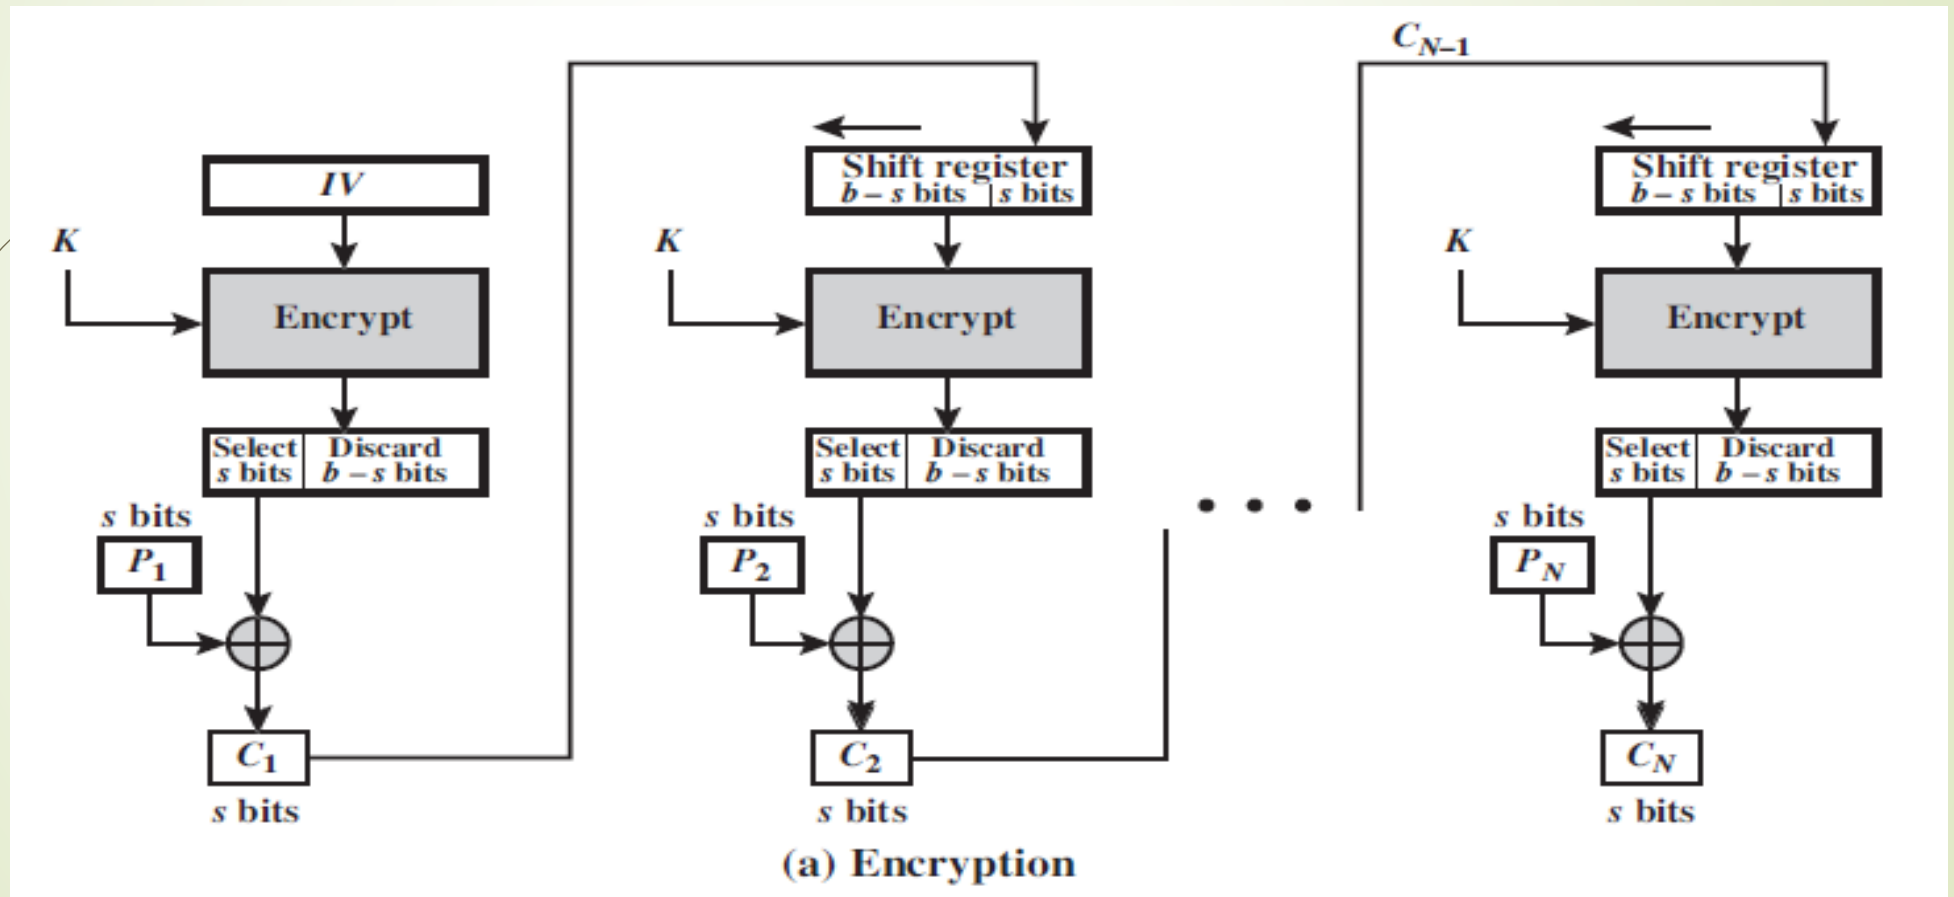 C_{N–1}
IV
K
Encrypt
Select
s bits
Discard
b – s bits
s bits
P_1
C_1
s bits
Shift register
b – s bits
s bits
K
Encrypt
Select
s bits
Discard
b – s bits
s bits
P_2
C_2
s bits
• • •
Shift register
b – s bits
s bits
K
Encrypt
Select
s bits
Discard
b – s bits
s bits
P_N
C_N
s bits
(a) Encryption